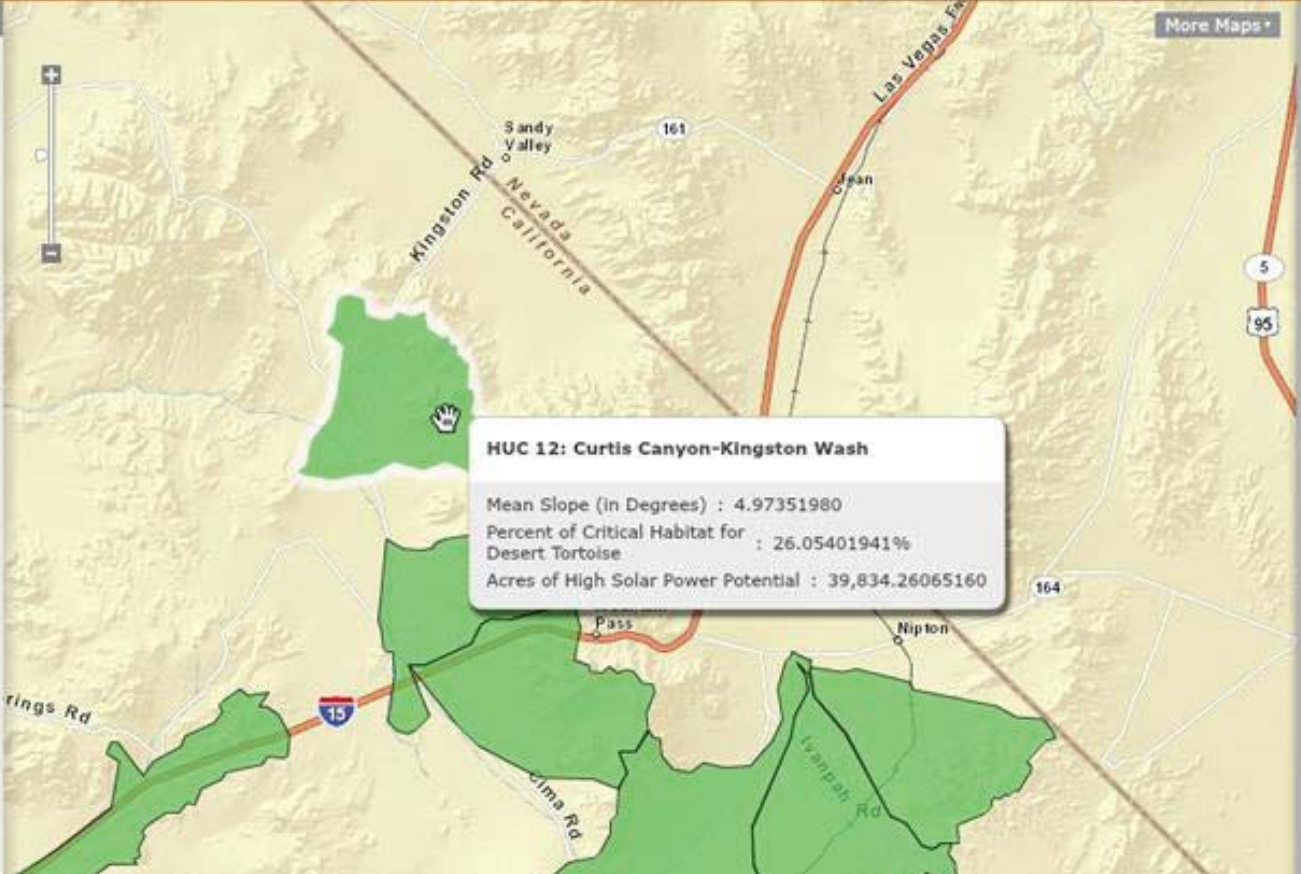 More Maps
Las Vegas
Sandy
Valley
161
Jean
Kingston Rd
Nevada
California
5
95
HUC 12: Curtis Canyon-Kingston Wash
Mean Slope (in Degrees) : 4.97351980
Percent of Critical Habitat for
Desert Tortoise : 26.05401941%
Acres of High Solar Power Potential : 39,834.26065160
164
Pass
Nipton
rings Rd
15
Ivanpah Rd
Cima Rd